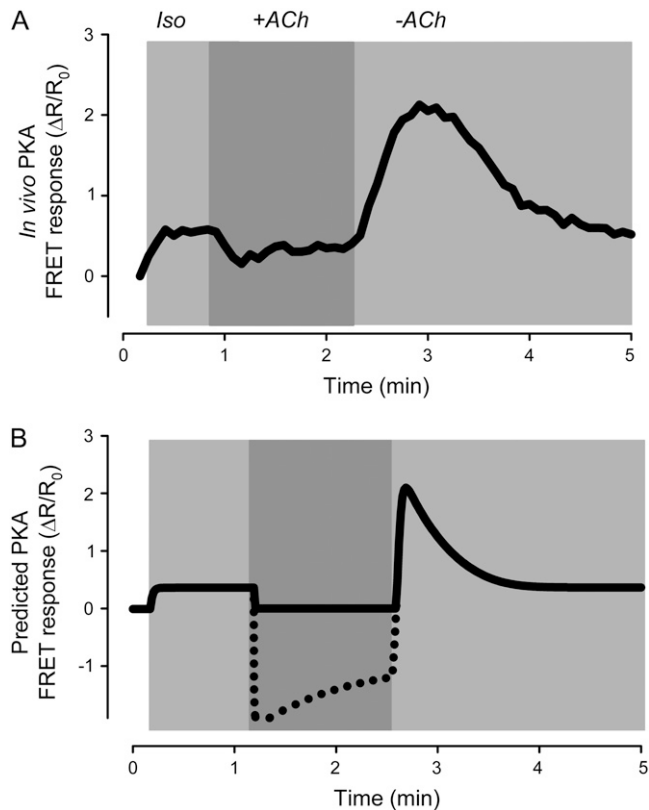 A
Iso +ACh -ACh
In vivo PKA
FRET response (ΔR/R0)
3
2
1
0
0 1 2 3 4 5
Time (min)
B
Predicted PKA
FRET response (ΔR/R0)
3
2
1
0
-1
0 1 2 3 4 5
Time (min)